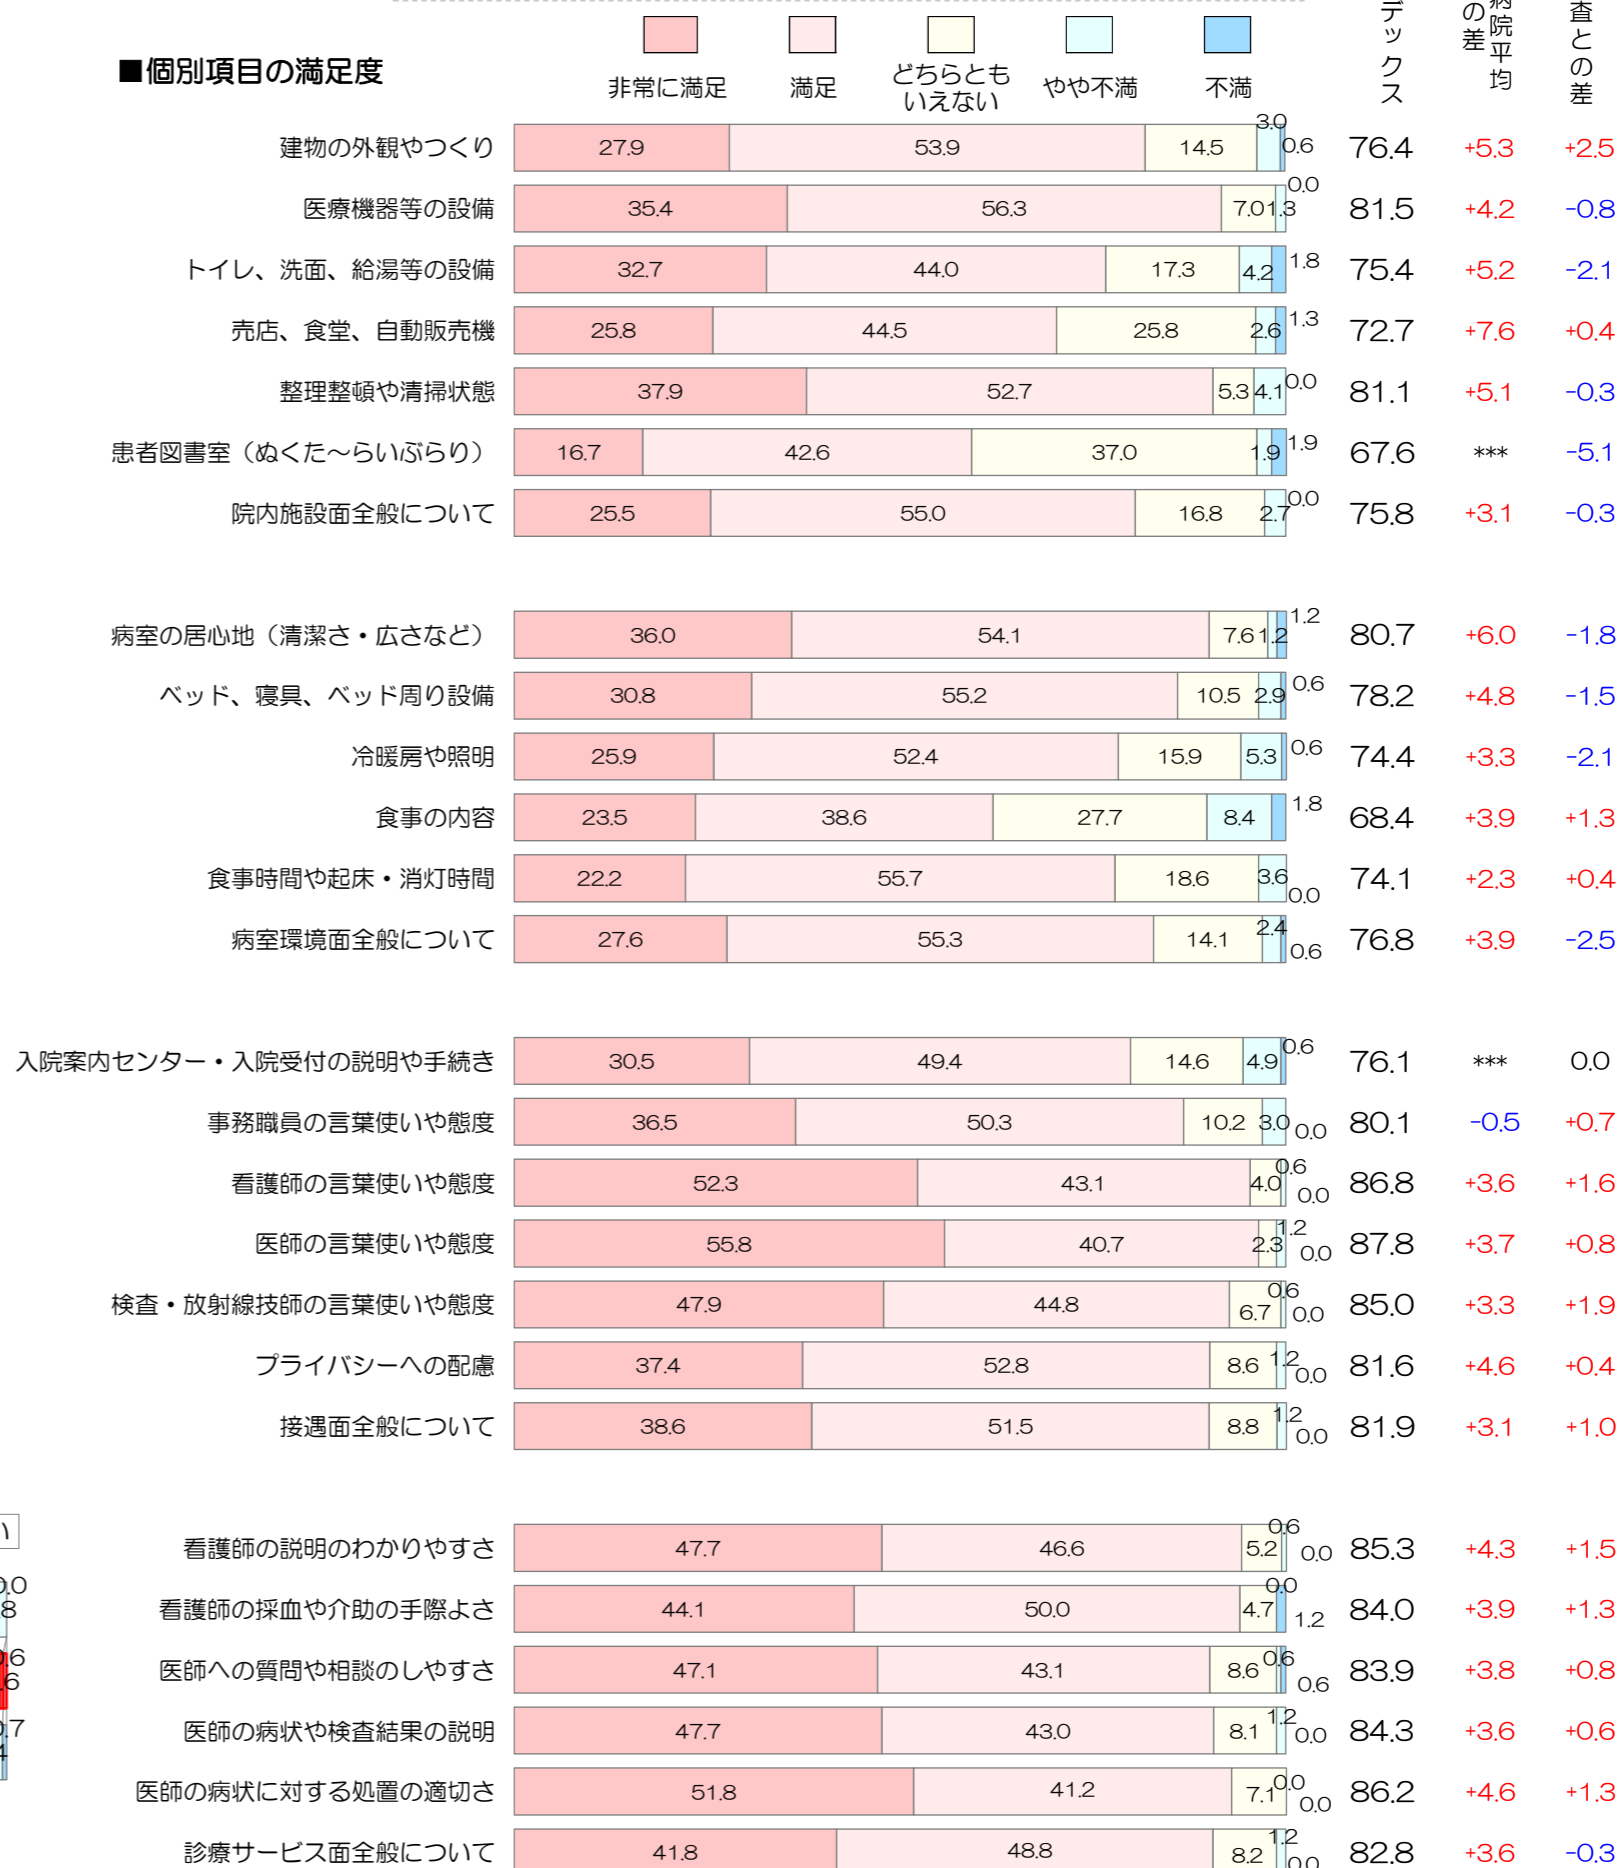 デックス
の差
病院平均
査との差
■個別項目の満足度
非常に満足
満足
どちらとも
いえない
やや不満
不満
建物の外観やつくり 27.9 53.9 14.5 3.0 0.6 76.4 +5.3 +2.5
医療機器等の設備 35.4 56.3 7.0 1.3 0.0 81.5 +4.2 -0.8
トイレ、洗面、給湯等の設備 32.7 44.0 17.3 4.2 1.8 75.4 +5.2 -2.1
売店、食堂、自動販売機 25.8 44.5 25.8 2.6 1.3 72.7 +7.6 +0.4
整理整頓や清掃状態 37.9 52.7 5.3 4.1 0.0 81.1 +5.1 -0.3
患者図書室（ぬくた～らいぶらり） 16.7 42.6 37.0 1.9 1.9 67.6 *** -5.1
院内施設面全般について 25.5 55.0 16.8 2.7 0.0 75.8 +3.1 -0.3
病室の居心地（清潔さ・広さなど） 36.0 54.1 7.6 1.2 1.2 80.7 +6.0 -1.8
ベッド、寝具、ベッド周り設備 30.8 55.2 10.5 2.9 0.6 78.2 +4.8 -1.5
冷暖房や照明 25.9 52.4 15.9 5.3 0.6 74.4 +3.3 -2.1
食事の内容 23.5 38.6 27.7 8.4 1.8 68.4 +3.9 +1.3
食事時間や起床・消灯時間 22.2 55.7 18.6 3.6 0.0 74.1 +2.3 +0.4
病室環境面全般について 27.6 55.3 14.1 2.4 0.6 76.8 +3.9 -2.5
入院案内センター・入院受付の説明や手続き 30.5 49.4 14.6 4.9 0.6 76.1 *** 0.0
事務職員の言葉使いや態度 36.5 50.3 10.2 3.0 0.0 80.1 -0.5 +0.7
看護師の言葉使いや態度 52.3 43.1 4.0 0.6 0.0 86.8 +3.6 +1.6
医師の言葉使いや態度 55.8 40.7 2.3 1.2 0.0 87.8 +3.7 +0.8
検査・放射線技師の言葉使いや態度 47.9 44.8 6.7 0.6 0.0 85.0 +3.3 +1.9
プライバシーへの配慮 37.4 52.8 8.6 1.2 0.0 81.6 +4.6 +0.4
接遇面全般について 38.6 51.5 8.8 1.2 0.0 81.9 +3.1 +1.0
看護師の説明のわかりやすさ 47.7 46.6 5.2 0.6 0.0 85.3 +4.3 +1.5
看護師の採血や介助の手際よさ 44.1 50.0 4.7 0.0 1.2 84.0 +3.9 +1.3
医師への質問や相談のしやすさ 47.1 43.1 8.6 0.6 0.6 83.9 +3.8 +0.8
医師の病状や検査結果の説明 47.7 43.0 8.1 1.2 0.0 84.3 +3.6 +0.6
医師の病状に対する処置の適切さ 51.8 41.2 7.1 0.0 0.0 86.2 +4.6 +1.3
診療サービス面全般について 41.8 48.8 8.2 1.2 0.0 82.8 +3.6 -0.3